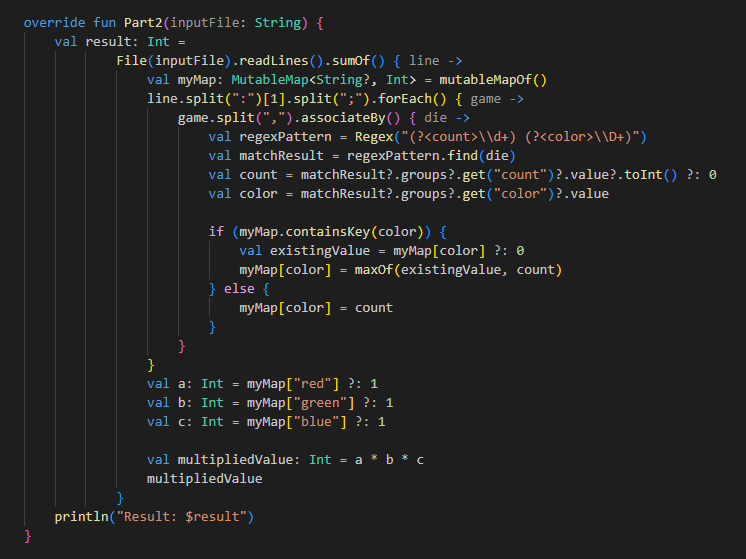 override fun Part2(inputFile: String) {
    val result: Int =
            File(inputFile).readLines().sumOf() { line ->
                val myMap: MutableMap<String?, Int> = mutableMapOf()
                line.split(":")[1].split(";").forEach() { game ->
                    game.split(",").associateBy() { die ->
                        val regexPattern = Regex("(?<count>\\d+) (?<color>\\D+)")
                        val matchResult = regexPattern.find(die)
                        val count = matchResult?.groups?.get("count")?.value?.toInt() ?: 0
                        val color = matchResult?.groups?.get("color")?.value

                        if (myMap.containsKey(color)) {
                            val existingValue = myMap[color] ?: 0
                            myMap[color] = maxOf(existingValue, count)
                        } else {
                            myMap[color] = count
                        }
                    }
                }
                val a: Int = myMap["red"] ?: 1
                val b: Int = myMap["green"] ?: 1
                val c: Int = myMap["blue"] ?: 1

                val multipliedValue: Int = a * b * c
                multipliedValue
            }
    println("Result: $result")
}